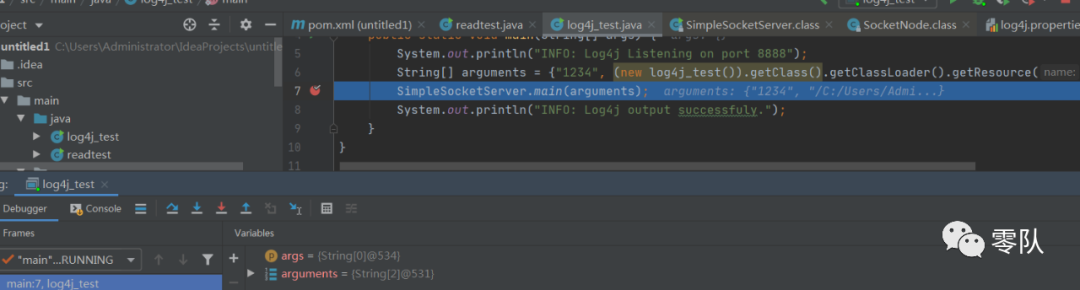 src › main › java › log4j_test › main
log4j_test
oject
pom.xml (untitled1) readtest.java log4j_test.java SimpleSocketServer.class SocketNode.class log4j.properties
untitled1 C:\Users\Administrator\IdeaProjects\untitle
.idea
src
main
java
log4j_test
readtest
public static void main(String[] args) { args: []
5 System.out.println("INFO: Log4j Listening on port 8888");
6 String[] arguments = {"1234", (new log4j_test()).getClass().getClassLoader().getResource( name:
7 SimpleSocketServer.main(arguments); arguments: {"1234", "/C:/Users/Admi...}
8 System.out.println("INFO: Log4j output successfuly.");
9 }
10 }
11
g: log4j_test
Debugger Console
Frames Variables
"main"...RUNNING
args = {String[0]@534}
arguments = {String[2]@531}
main:7, log4j_test
零队